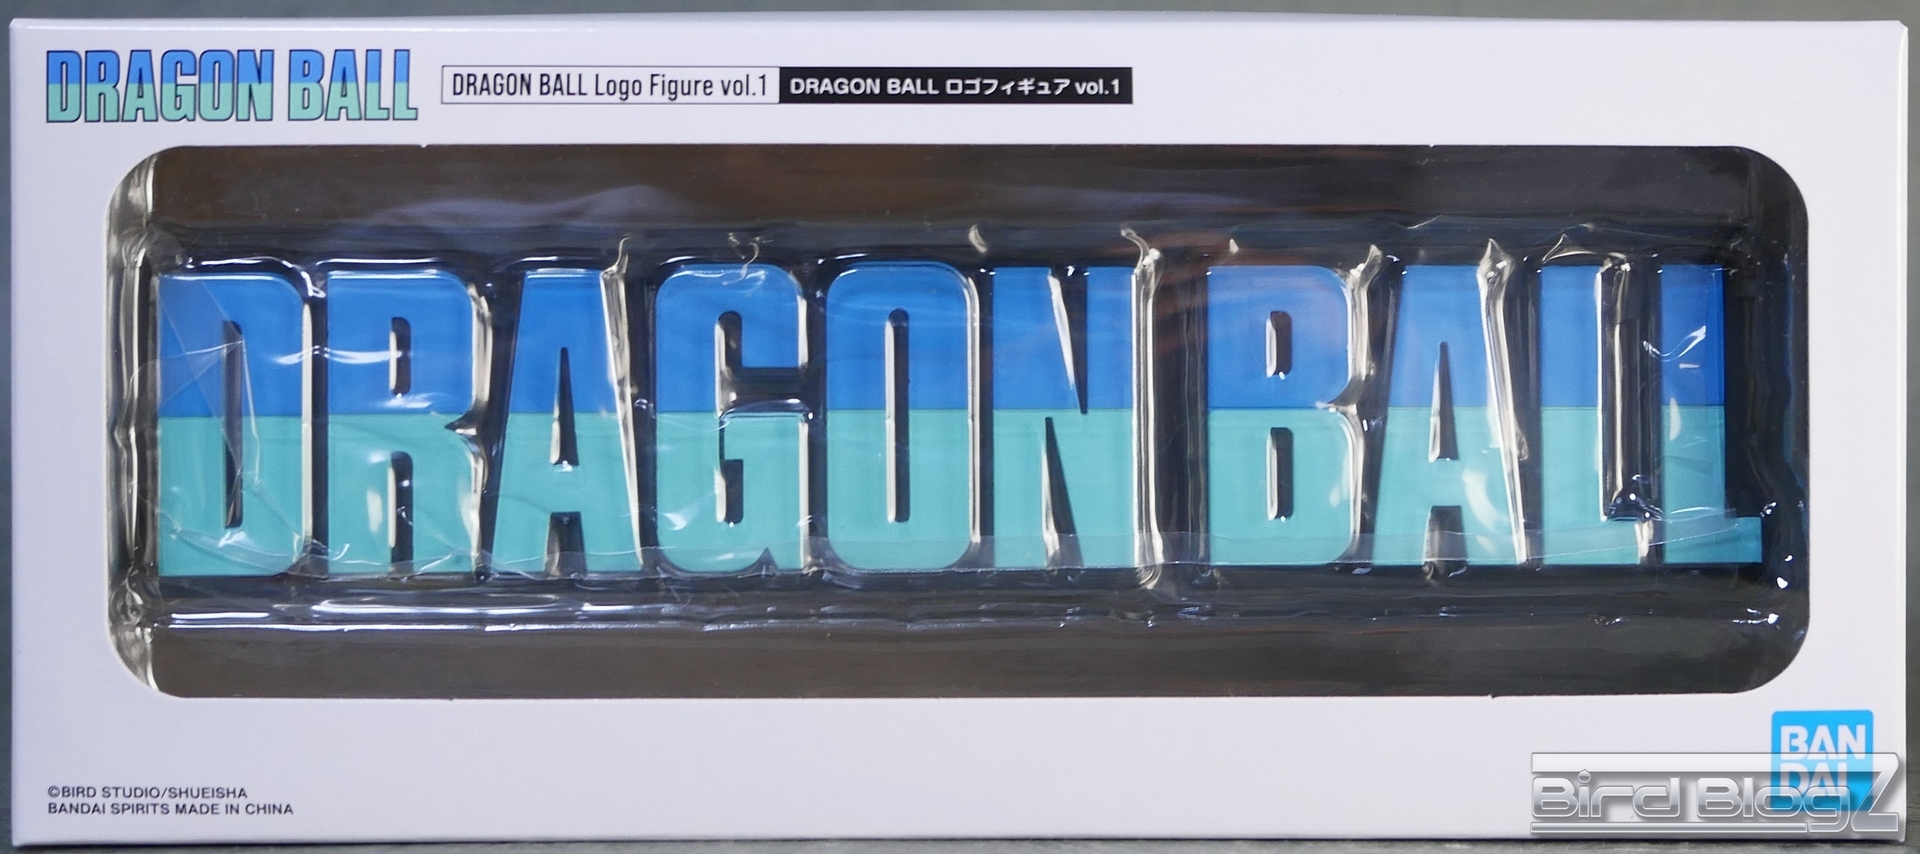 DRAGON BALL
DRAGON BALL Logo Figure vol.1
DRAGON BALL ロゴフィギュア vol.1
DRAGON BALL
BAN
DAI
©BIRD STUDIO/SHUEISHA
BANDAI SPIRITS MADE IN CHINA
Bird Blog Z